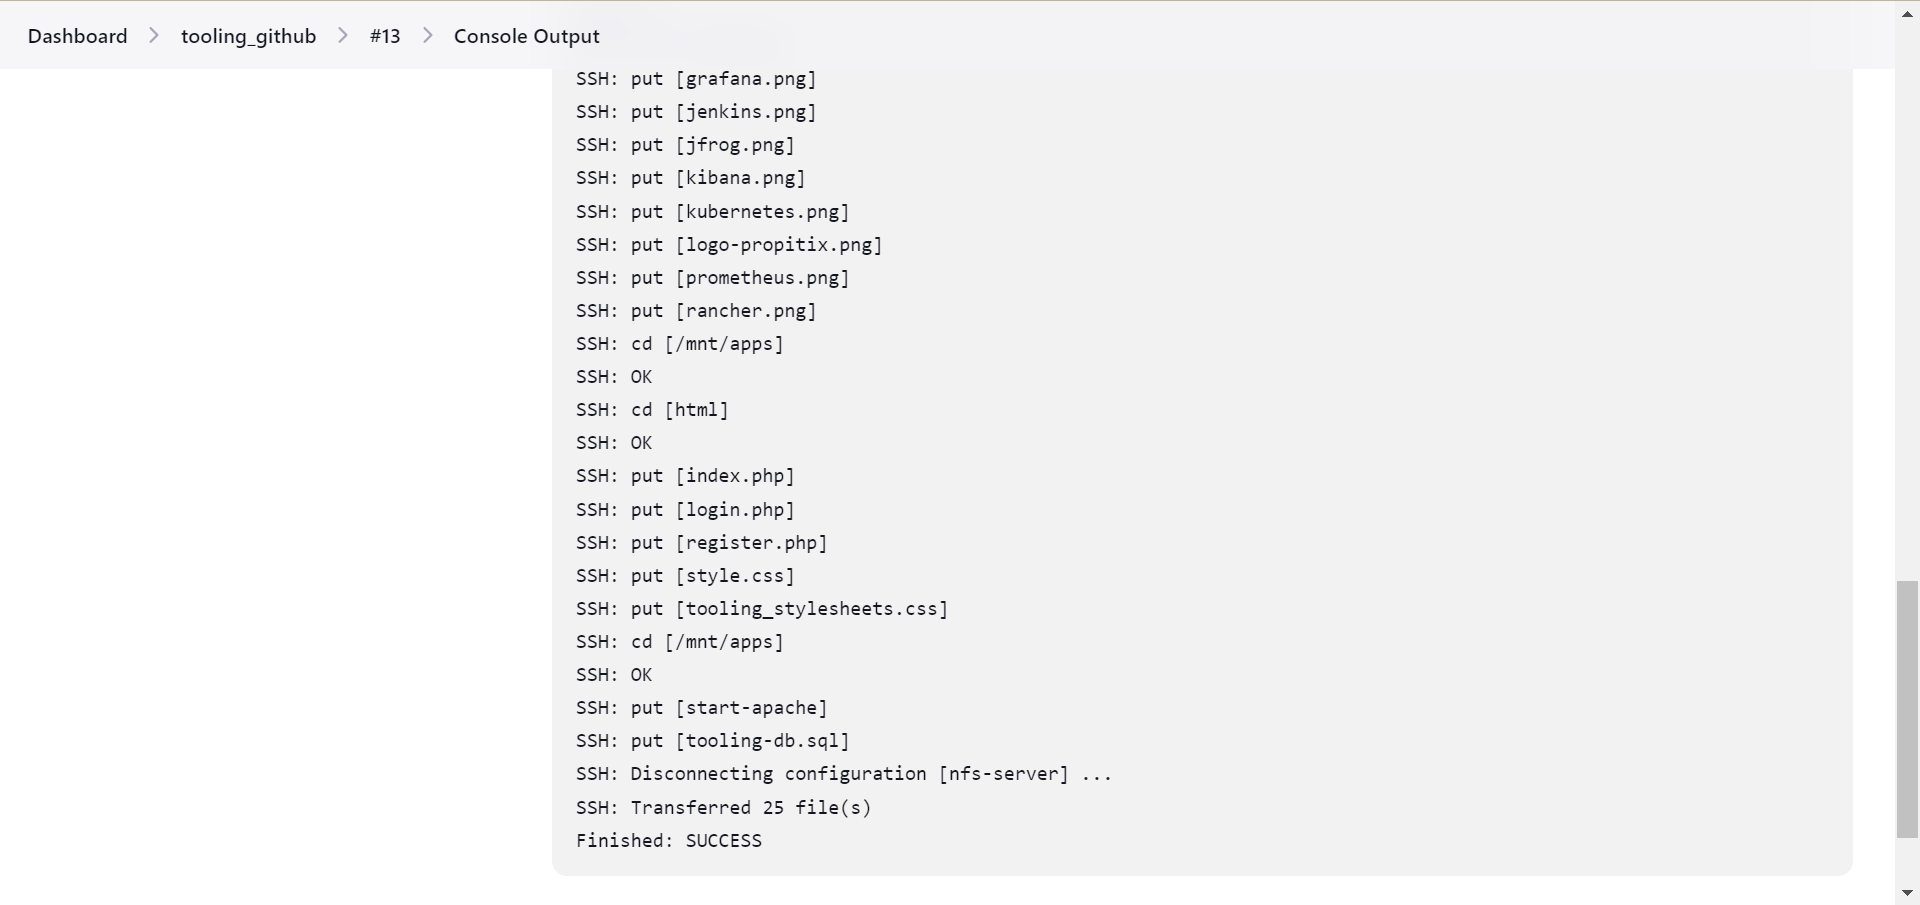 Dashboard > tooling_github > #13 > Console Output
SSH: put [grafana.png]
SSH: put [jenkins.png]
SSH: put [jfrog.png]
SSH: put [kibana.png]
SSH: put [kubernetes.png]
SSH: put [logo-propitix.png]
SSH: put [prometheus.png]
SSH: put [rancher.png]
SSH: cd [/mnt/apps]
SSH: OK
SSH: cd [html]
SSH: OK
SSH: put [index.php]
SSH: put [login.php]
SSH: put [register.php]
SSH: put [style.css]
SSH: put [tooling_stylesheets.css]
SSH: cd [/mnt/apps]
SSH: OK
SSH: put [start-apache]
SSH: put [tooling-db.sql]
SSH: Disconnecting configuration [nfs-server] ...
SSH: Transferred 25 file(s)
Finished: SUCCESS